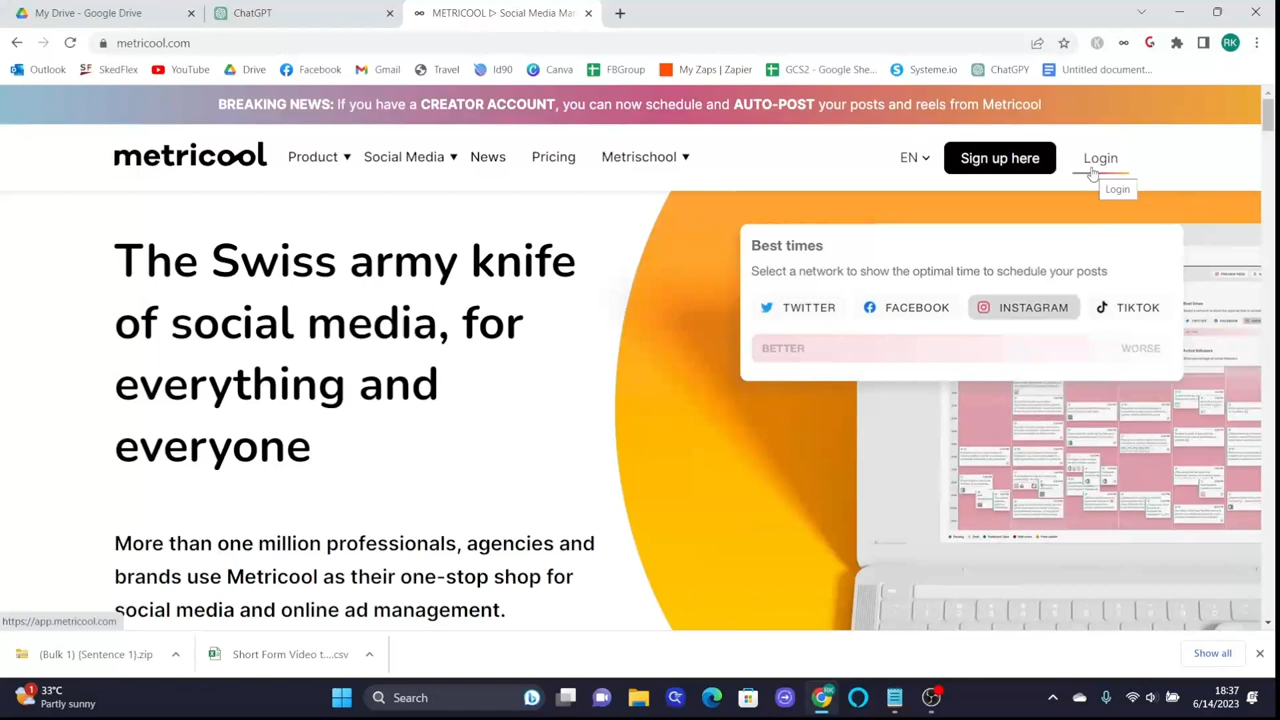 My Drive - Google Drive
ChatGPT
METRICOOL ▷ Social Media Ma
metricool.com
RK
Outlook
SkedFlex
YouTube
Drive
Facebook
Gmail
Travel
Id90
Canva
FBGroup
My Zaps | Zapier
GCS2 - Google She...
Systeme.io
ChatGPY
Untitled document...
BREAKING NEWS: If you have a CREATOR ACCOUNT, you can now schedule and AUTO-POST your posts and reels from Metricool
metricool
Product
Social Media
News
Pricing
Metrischool
EN
Sign up here
Login
Login
The Swiss army knife
of social media, for
everything and
everyone
Best times
Select a network to show the optimal time to schedule your posts
TWITTER
FACEBOOK
INSTAGRAM
TIKTOK
BETTER
WORSE
More than one million professionals, agencies and
brands use Metricool as their one-stop shop for
social media and online ad management.
https://app.metricool.com
(Bulk 1) (Sentence 1).zip
Short Form Video t....csv
Show all
1
33°C
Partly sunny
Search
RK
18:37
6/14/2023